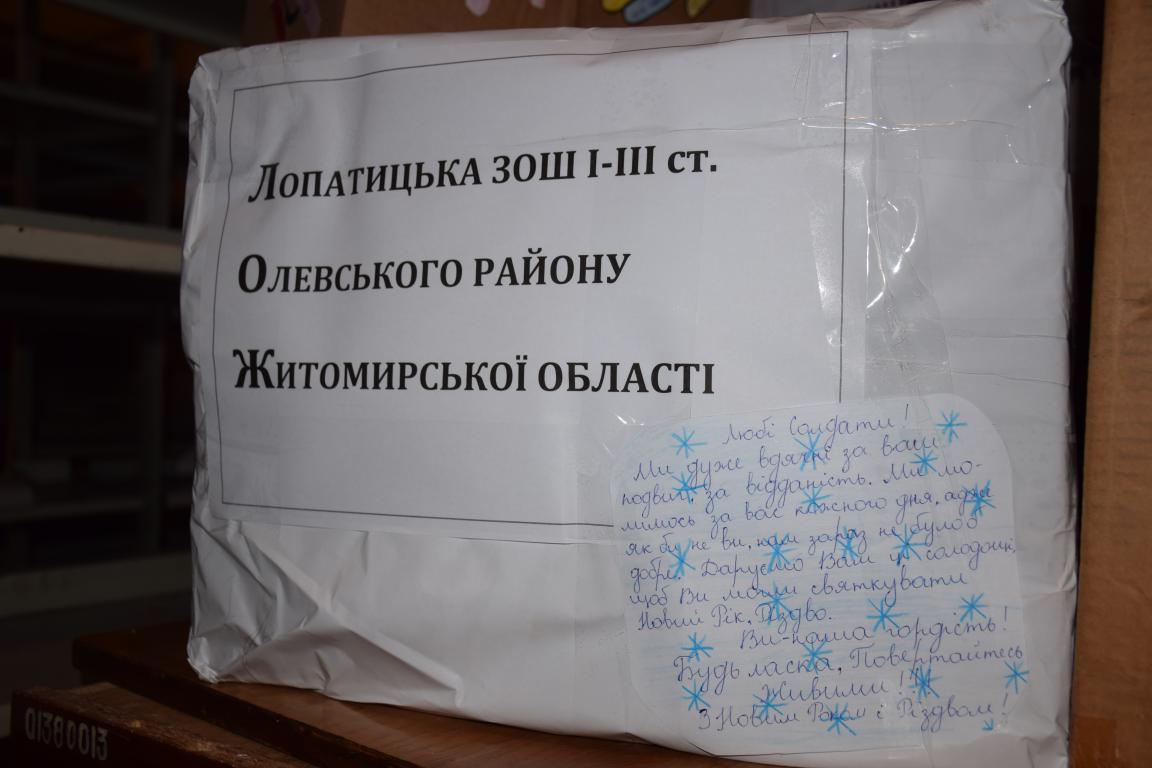 Лопатицька ЗОШ І-ІІІ ст.
Олевського району
Житомирської області
Любі Солдати!
Ми дуже вдячні за ваш
подвиг, за відданість. Ми мо-
лимось за вас кожного дня, адже
як би не ви, нам зараз не було б
добре. Даруємо Вам ці солодощі,
щоб Ви могли святкувати
Новий Рік, Різдво.
Ви наша гордість!
Будь ласка, Повертайтесь
Живими!!!
З Новим Роком і Різдвом!
01380013